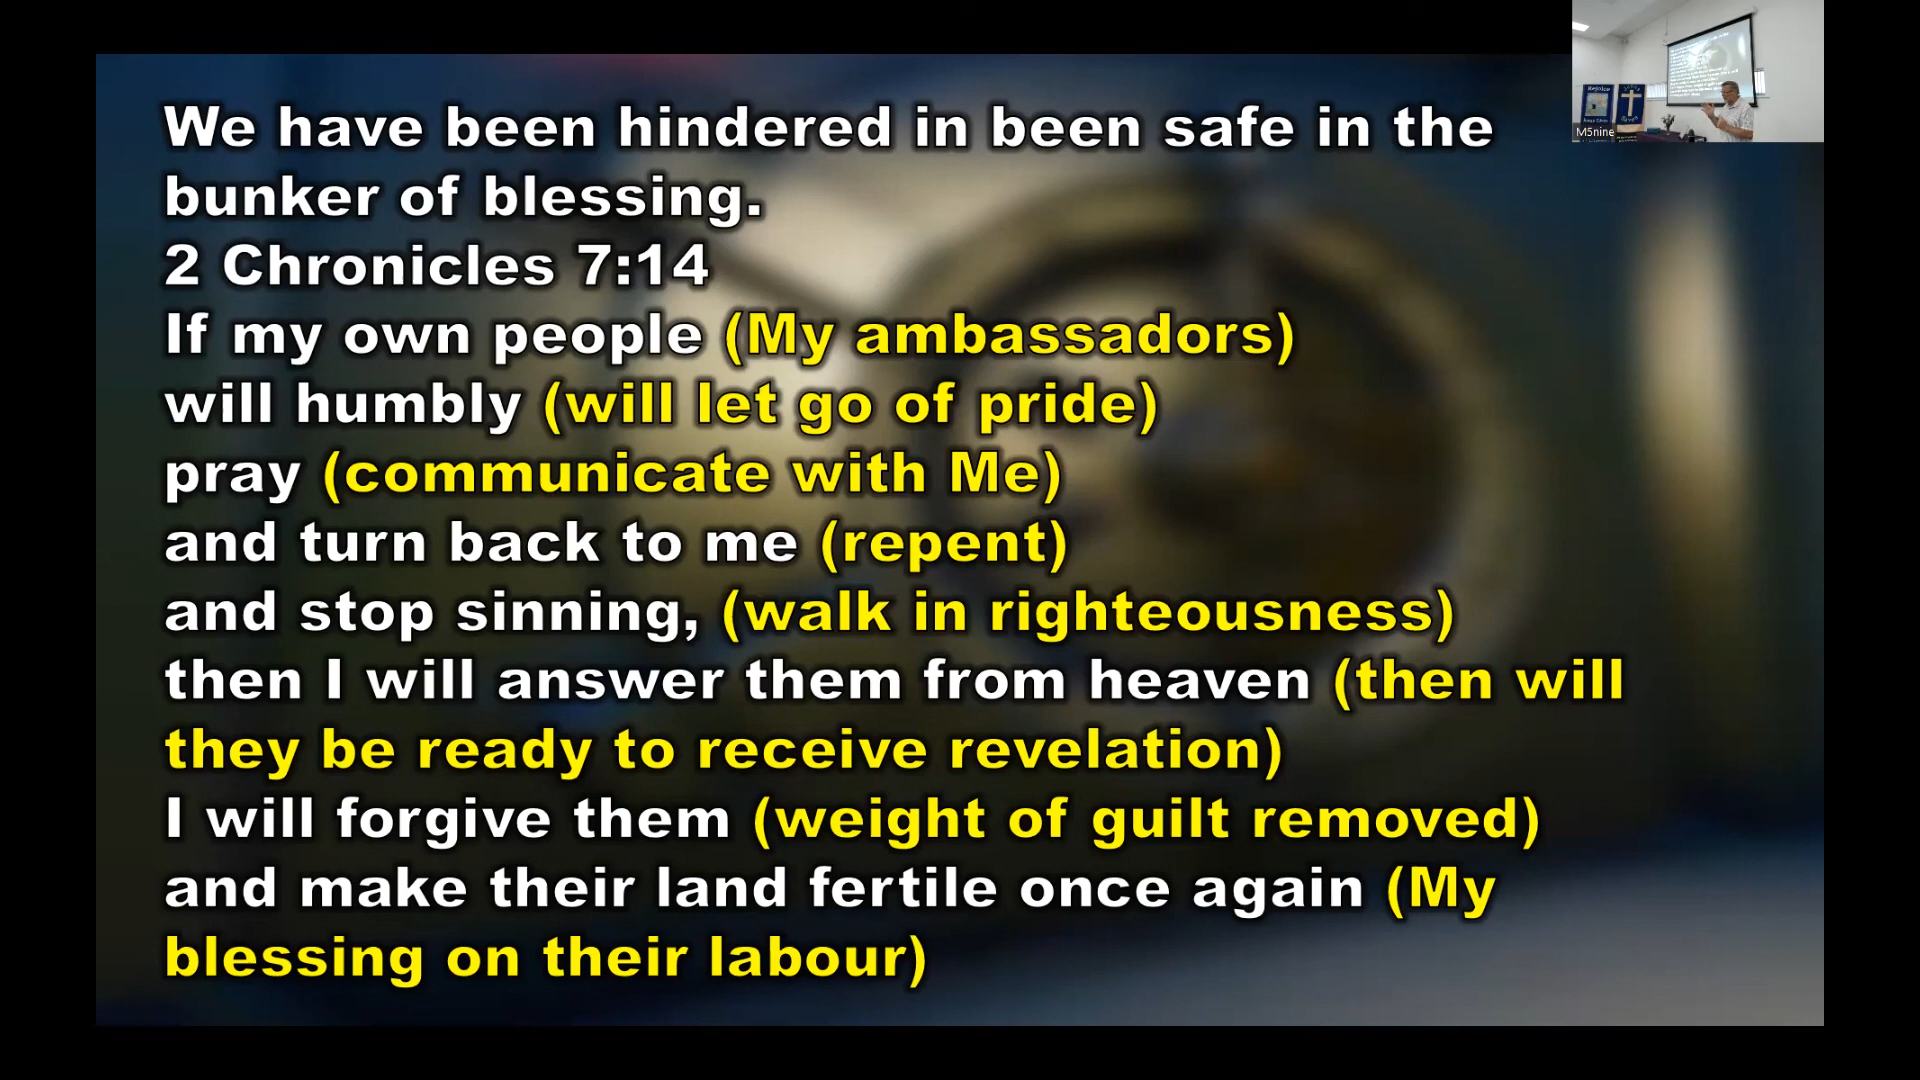 We have been hindered in been safe in the
bunker of blessing.
2 Chronicles 7:14
If my own people (My ambassadors)
will humbly (will let go of pride)
pray (communicate with Me)
and turn back to me (repent)
and stop sinning, (walk in righteousness)
then I will answer them from heaven (then will
they be ready to receive revelation)
I will forgive them (weight of guilt removed)
and make their land fertile once again (My
blessing on their labour)
Rejoice
M5nine